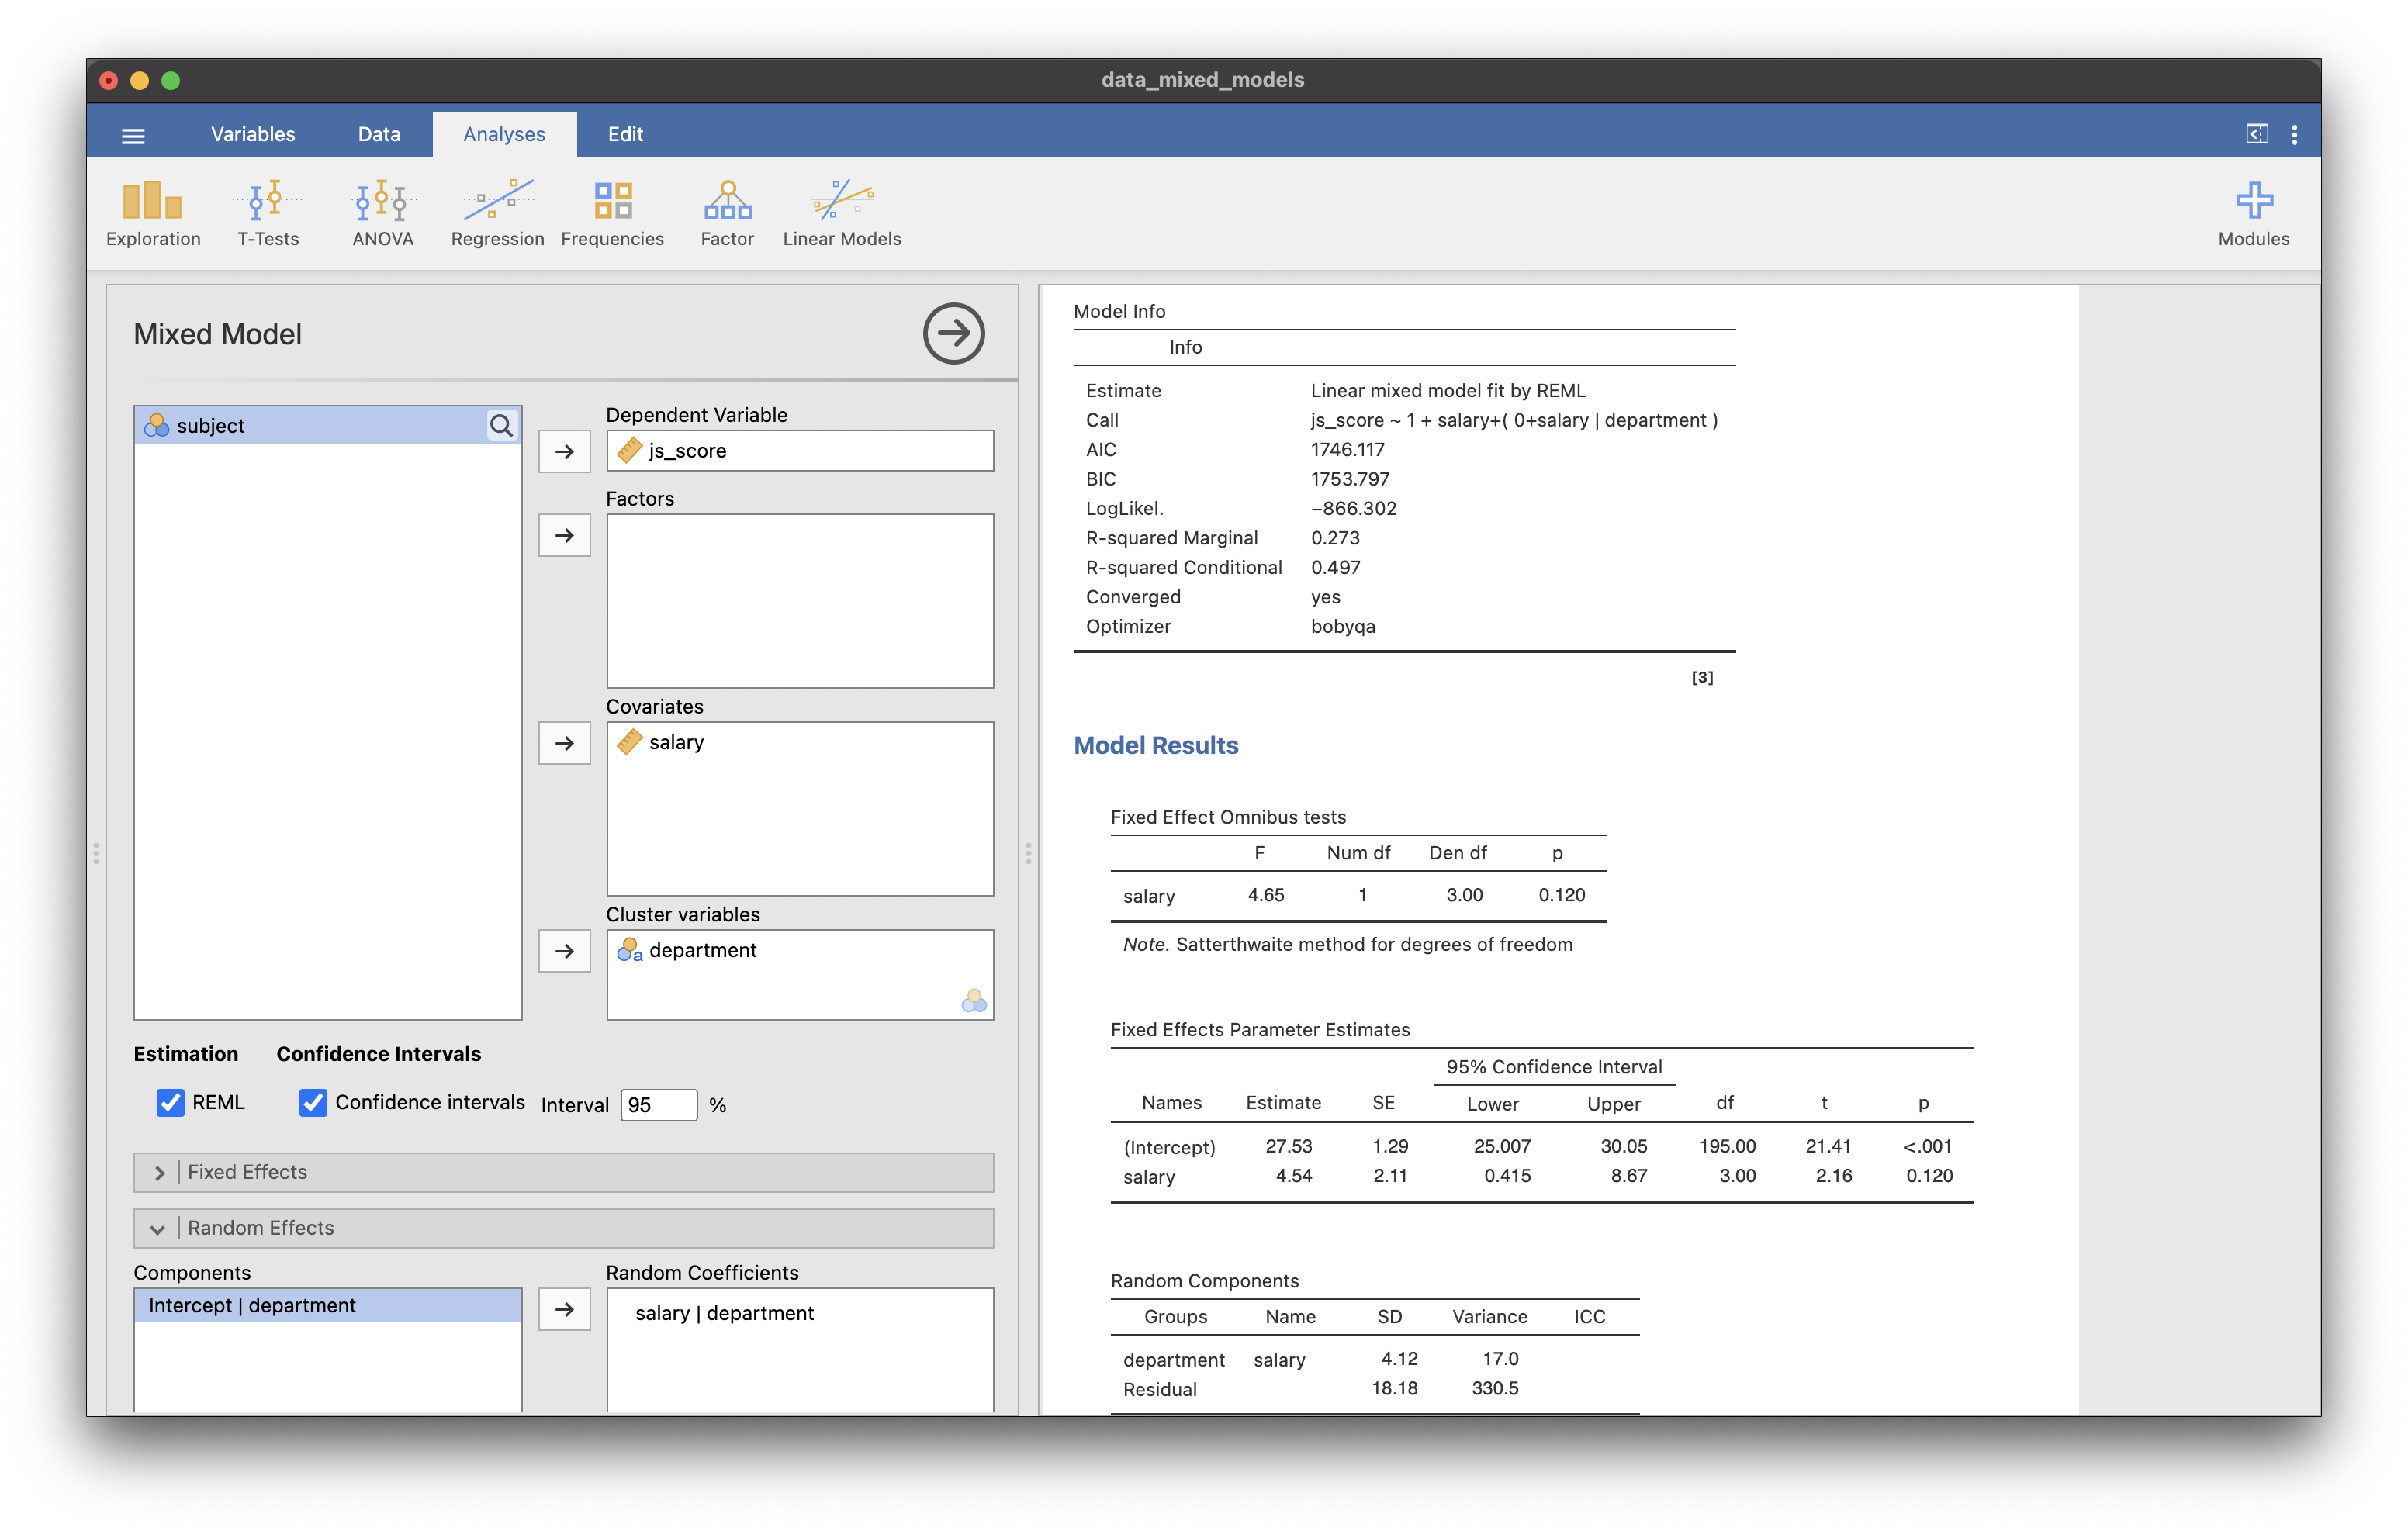 data_mixed_models
Variables Data Analyses Edit
Exploration T-Tests ANOVA Regression Frequencies Factor Linear Models Modules
Mixed Model
subject
Dependent Variable
js_score
Factors
Covariates
salary
Cluster variables
a department
Estimation Confidence Intervals
REML Confidence intervals Interval 95 %
Fixed Effects
Random Effects
Components Random Coefficients
Intercept | department salary | department
Model Info
Info
Estimate Linear mixed model fit by REML
Call js_score ~ 1 + salary+( 0+salary | department )
AIC 1746.117
BIC 1753.797
LogLikel. −866.302
R-squared Marginal 0.273
R-squared Conditional 0.497
Converged yes
Optimizer bobyqa
[3]
Model Results
Fixed Effect Omnibus tests
F Num df Den df p
salary 4.65 1 3.00 0.120
Note. Satterthwaite method for degrees of freedom
Fixed Effects Parameter Estimates
95% Confidence Interval
Names Estimate SE Lower Upper df t p
(Intercept) 27.53 1.29 25.007 30.05 195.00 21.41 <.001
salary 4.54 2.11 0.415 8.67 3.00 2.16 0.120
Random Components
Groups Name SD Variance ICC
department salary 4.12 17.0
Residual 18.18 330.5